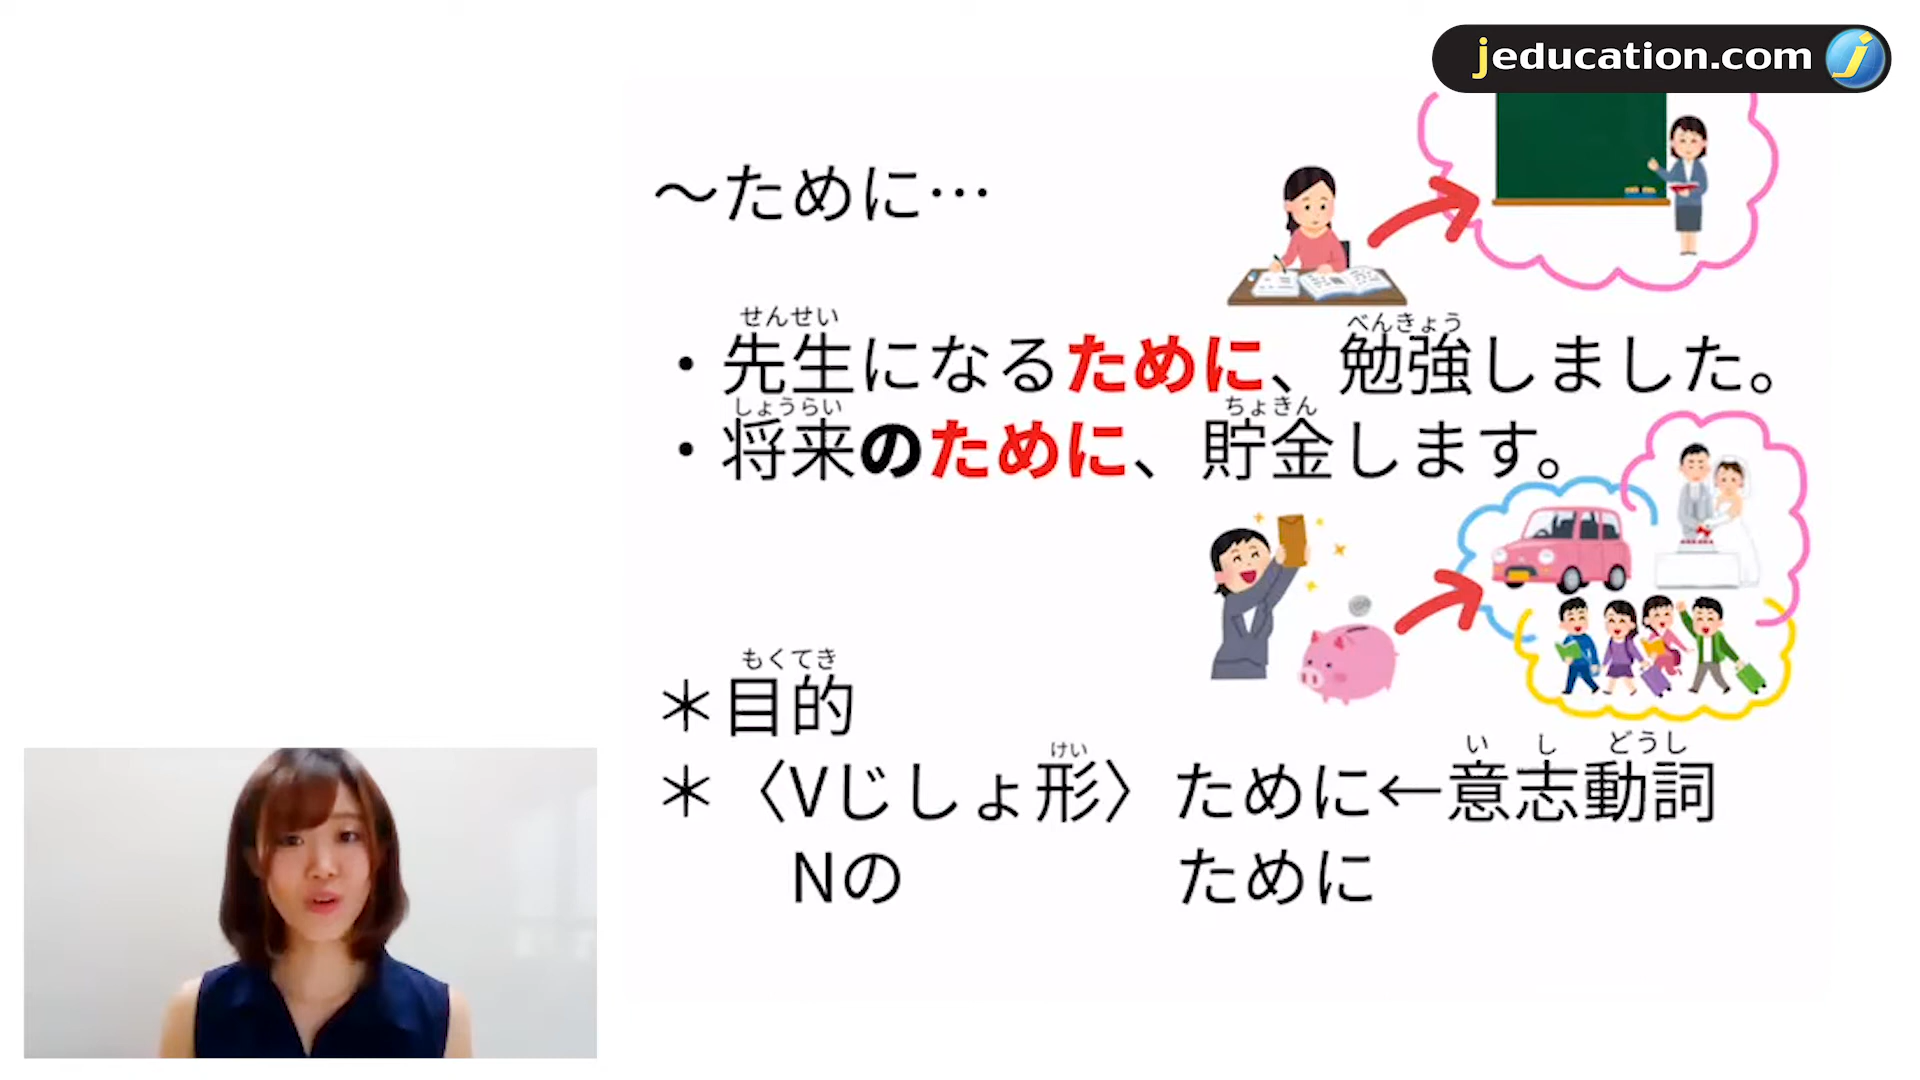 jeducation.com
～ために…
せんせい べんきょう
・先生になるために、勉強しました。
しょうらい ちょきん
・将来のために、貯金します。
もくてき
＊目的
けい い し どうし
＊〈Vじしょ形〉ために←意志動詞
Nの ために